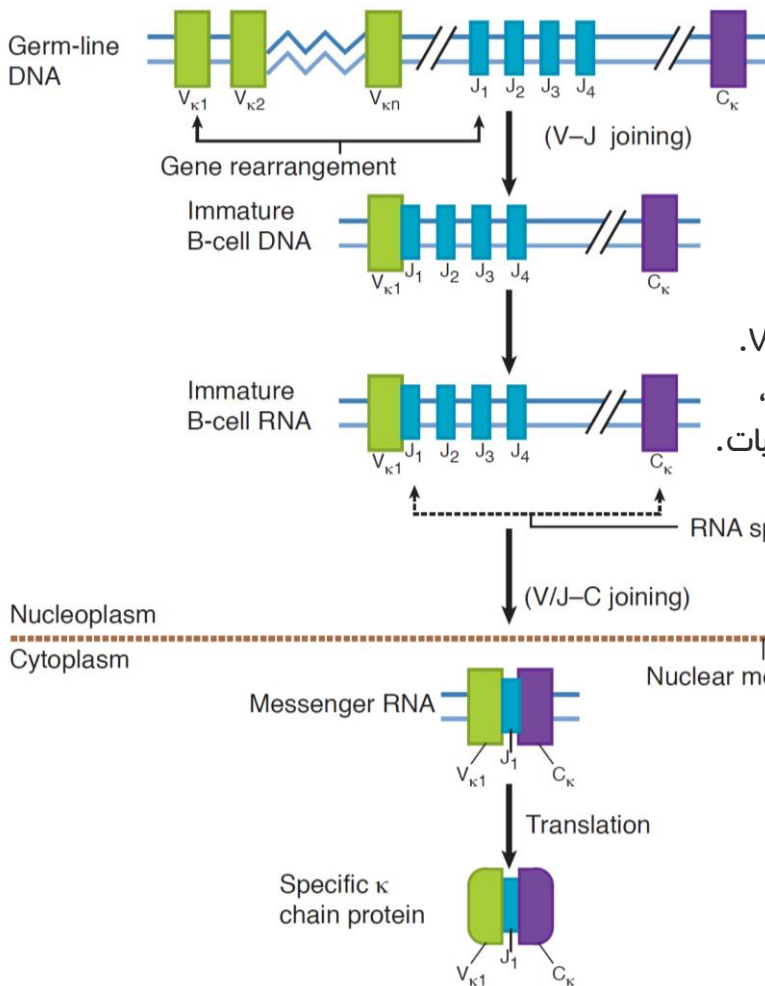 Germ-line
DNA
Vκ1 Vκ2 Vκn J1 J2 J3 J4 Cκ
(V–J joining)
Gene rearrangement
Immature
B-cell DNA
Vκ1 J1 J2 J3 J4 Cκ
V.
،
Immature
B-cell RNA
Vκ1 J1 J2 J3 J4 Cκ
RNA
(V/J–C joining)
Nucleoplasm
Cytoplasm
Nuclear
Messenger RNA
Vκ1 J1 Cκ
Translation
Specific κ
chain protein
Vκ1 J1 Cκ